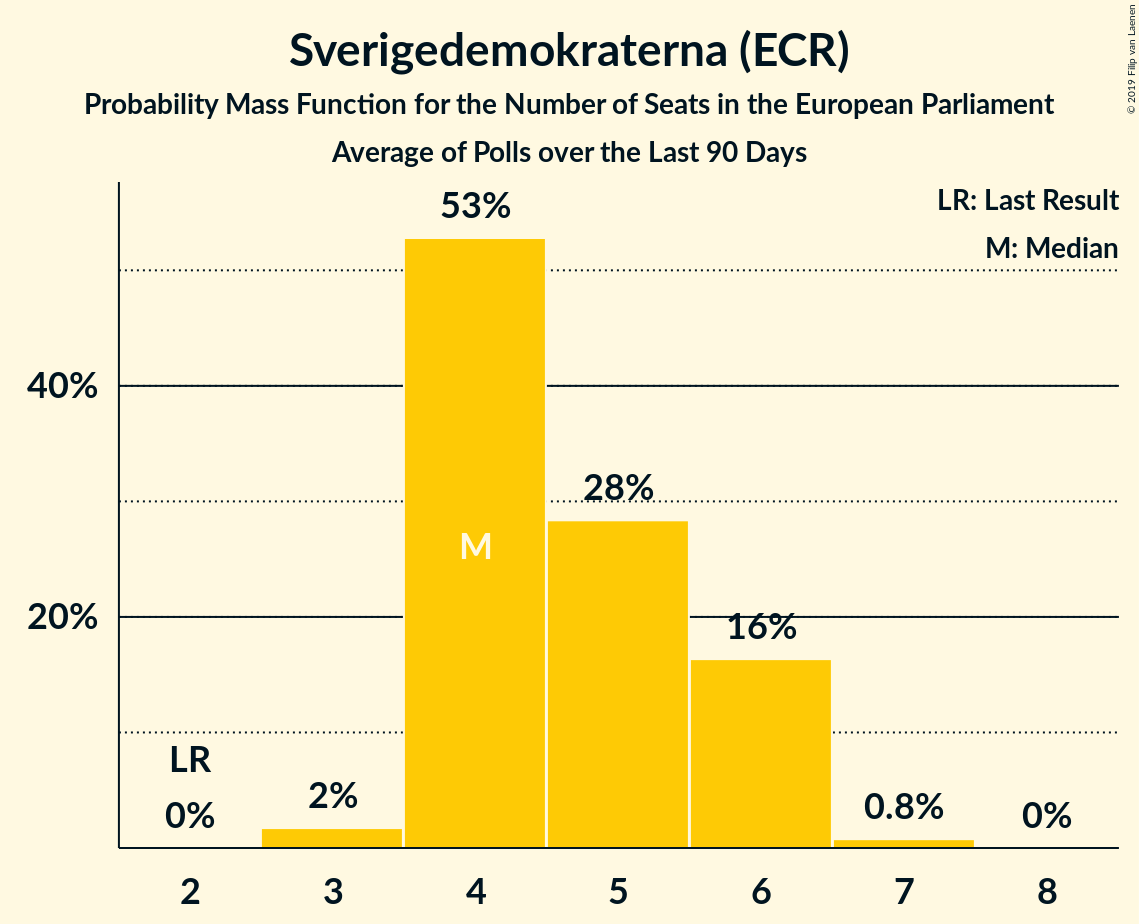 Sverigedemokraterna (ECR)
Probability Mass Function for the Number of Seats in the European Parliament
Average of Polls over the Last 90 Days
© 2019 Filip van Laenen
LR: Last Result
M: Median
53%
40%
28%
M
20%
16%
LR
0%
2%
0.8%
0%
2 3 4 5 6 7 8